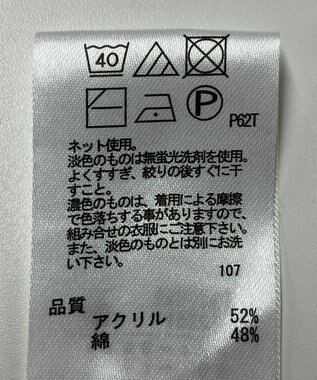 40
P
P62T
ネット使用。
淡色のものは無蛍光洗剤を使用。
よくすすぎ、絞りの後すぐに干
すこと。
濃色のものは、着用による摩擦
で色落ちする事がありますので、
組み合せの衣服にご注意下さい。
また、淡色のものとは別にお洗
い下さい。
107
品質
アクリル 52%
綿 48%